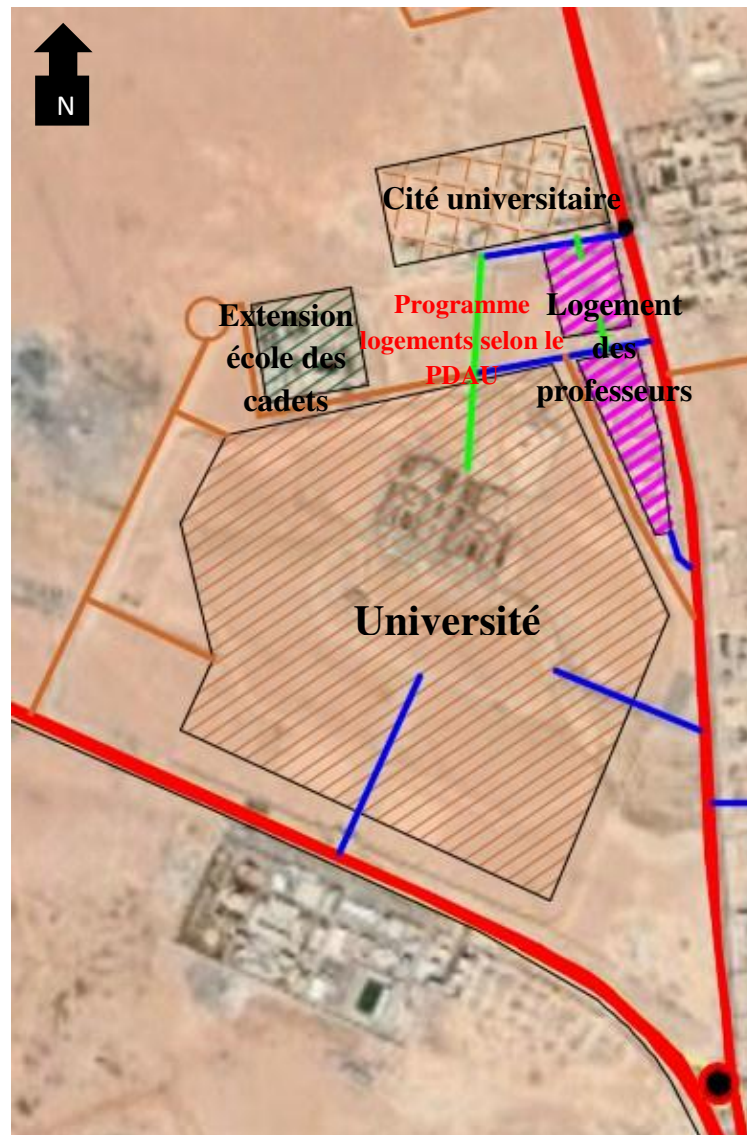 N
Cité universitaire
Extension
école des
cadets
Programme
logements selon le
PDAU
Logement
des
professeurs
Université